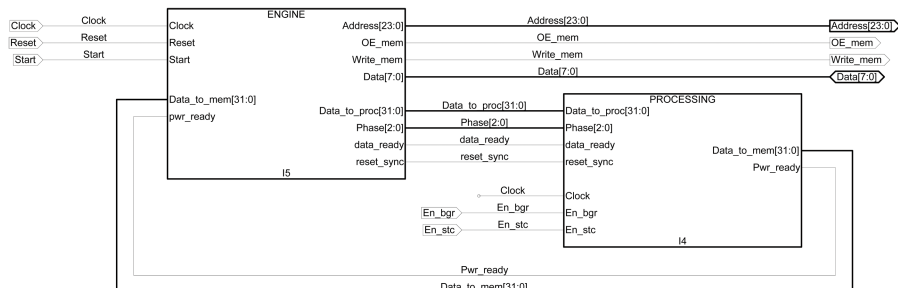 ENGINE
Clock Clock Clock Address[23:0] Address[23:0] Address[23:0]
Reset Reset Reset OE_mem OE_mem OE_mem
Start Start Start Write_mem Write_mem Write_mem
Data[7:0] Data[7:0] Data[7:0]
Data_to_mem[31:0] PROCESSING
pwr_ready Data_to_proc[31:0] Data_to_proc[31:0] Data_to_proc[31:0]
Phase[2:0] Phase[2:0] Phase[2:0]
data_ready data_ready data_ready
Data_to_mem[31:0]
reset_sync reset_sync reset_sync
Pwr_ready
I5
Clock Clock
En_bgr En_bgr En_bgr
En_stc En_stc En_stc
I4
Pwr_ready
Data_to_mem[31:0]